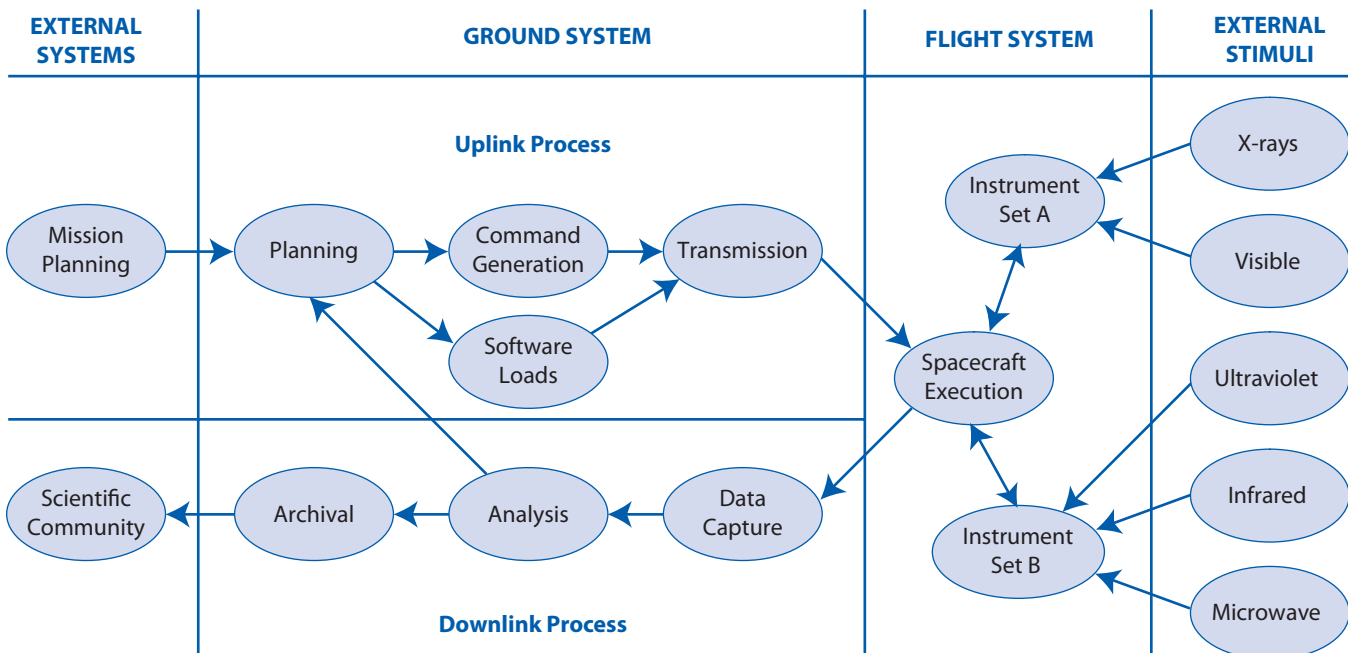 EXTERNAL
SYSTEMS
GROUND SYSTEM
FLIGHT SYSTEM
EXTERNAL
STIMULI
Uplink Process
Mission
Planning
Planning
Command
Generation
Transmission
Software
Loads
Instrument
Set A
Spacecraft
Execution
X-rays
Visible
Ultraviolet
Scientific
Community
Archival
Analysis
Data
Capture
Instrument
Set B
Infrared
Microwave
Downlink Process